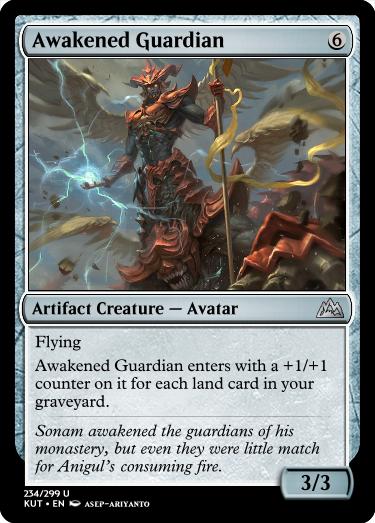 Awakened Guardian 6
Artifact Creature — Avatar
Flying
Awakened Guardian enters with a +1/+1
counter on it for each land card in your
graveyard.
Sonam awakened the guardians of his
monastery, but even they were little match
for Anigul's consuming fire.
3/3
234/299 U
KUT • EN ASEP-ARIYANTO